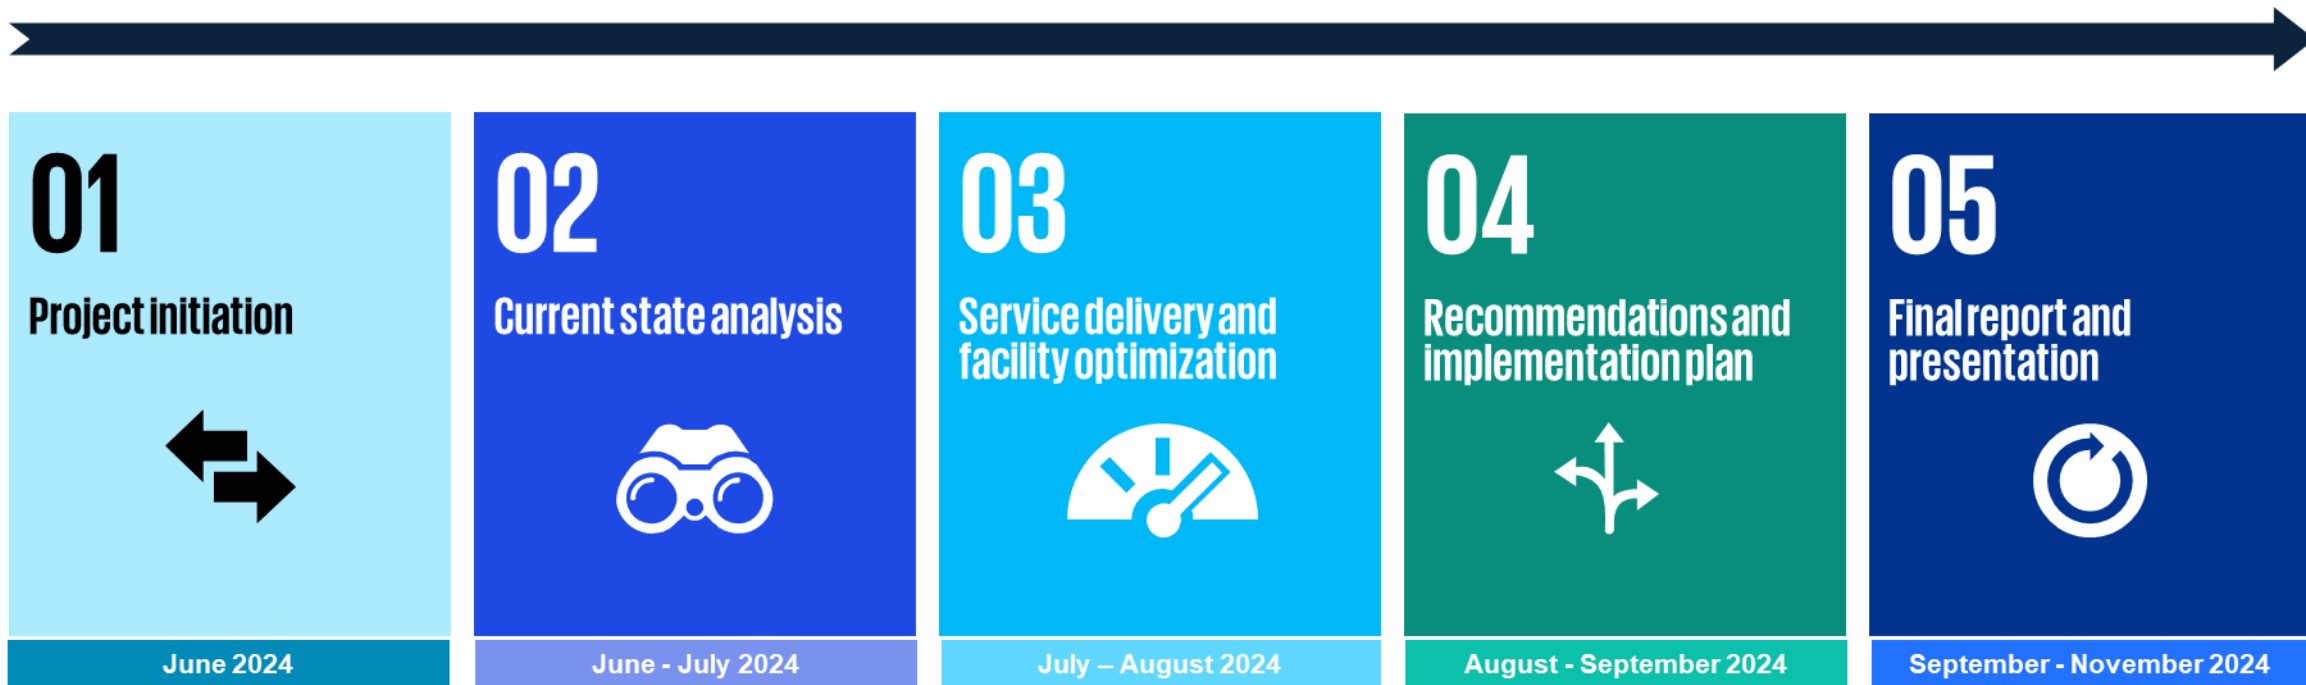 01
Project initiation
June 2024
02
Current state analysis
June - July 2024
03
Service delivery and
facility optimization
July – August 2024
04
Recommendations and
implementation plan
August - September 2024
05
Final report and
presentation
September - November 2024